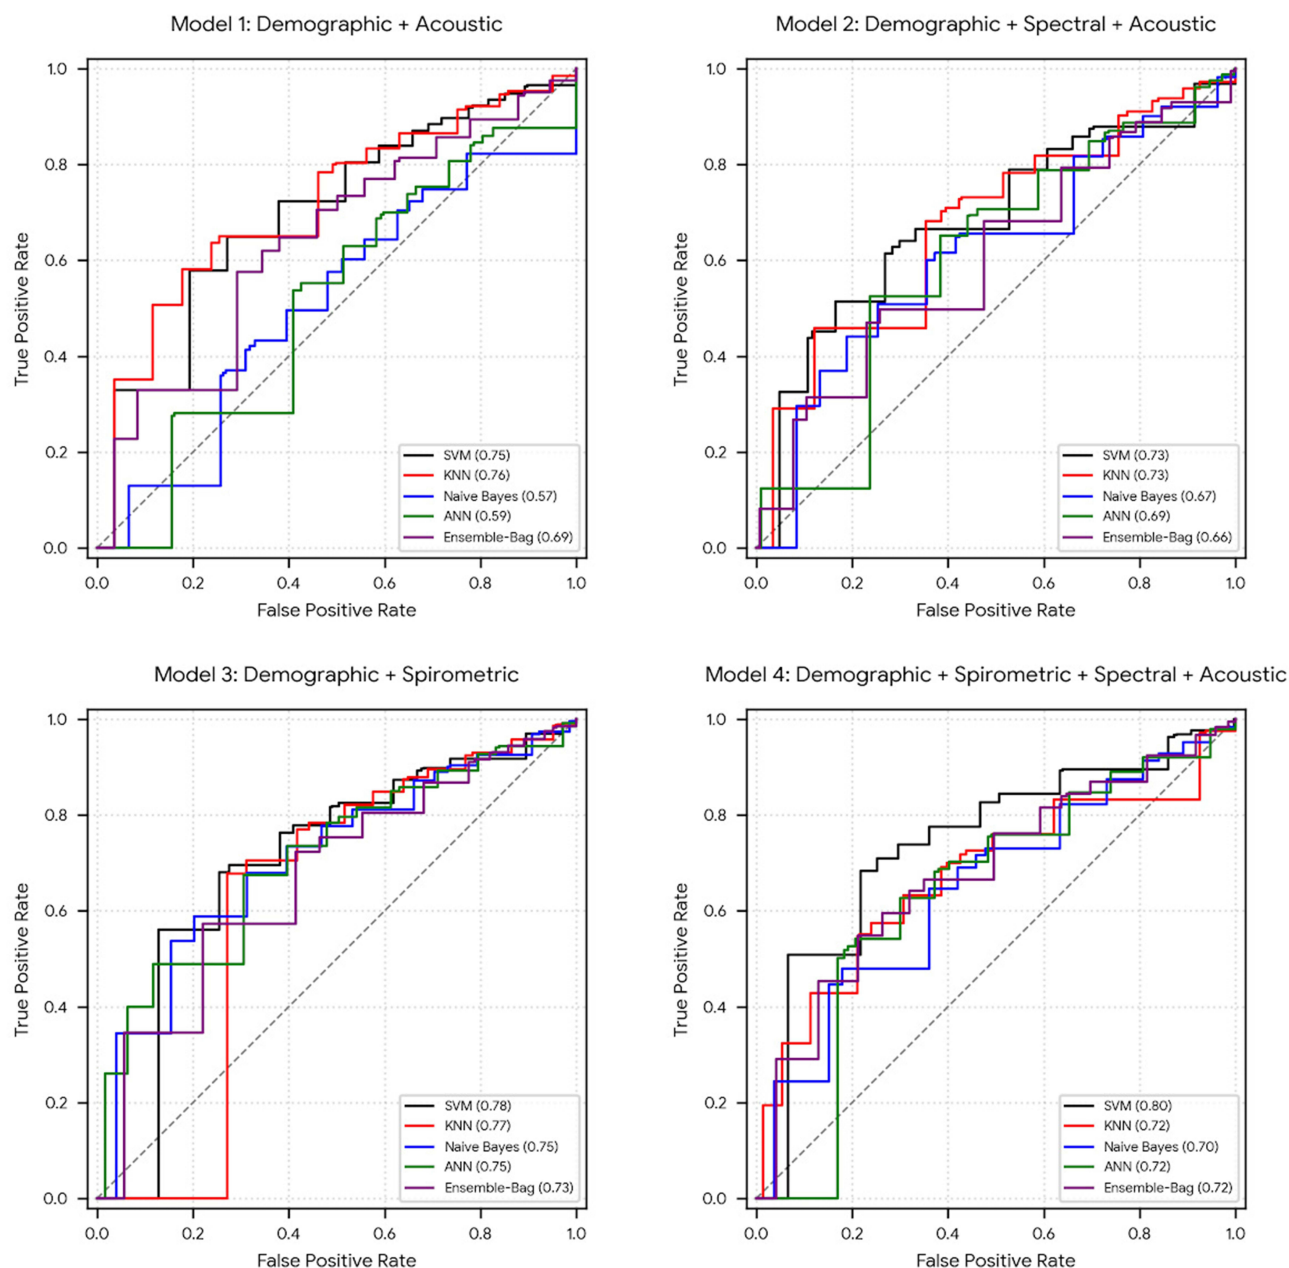 Model 1: Demographic + Acoustic
True Positive Rate
1.0
0.8
0.6
0.4
0.2
0.0
SVM (0.75)
KNN (0.76)
Naive Bayes (0.57)
ANN (0.59)
Ensemble-Bag (0.69)
0.0 0.2 0.4 0.6 0.8 1.0
False Positive Rate
Model 2: Demographic + Spectral + Acoustic
True Positive Rate
1.0
0.8
0.6
0.4
0.2
0.0
SVM (0.73)
KNN (0.73)
Naive Bayes (0.67)
ANN (0.69)
Ensemble-Bag (0.66)
0.0 0.2 0.4 0.6 0.8 1.0
False Positive Rate
Model 3: Demographic + Spirometric
True Positive Rate
1.0
0.8
0.6
0.4
0.2
0.0
SVM (0.78)
KNN (0.77)
Naive Bayes (0.75)
ANN (0.75)
Ensemble-Bag (0.73)
0.0 0.2 0.4 0.6 0.8 1.0
False Positive Rate
Model 4: Demographic + Spirometric + Spectral + Acoustic
True Positive Rate
1.0
0.8
0.6
0.4
0.2
0.0
SVM (0.80)
KNN (0.72)
Naive Bayes (0.70)
ANN (0.72)
Ensemble-Bag (0.72)
0.0 0.2 0.4 0.6 0.8 1.0
False Positive Rate